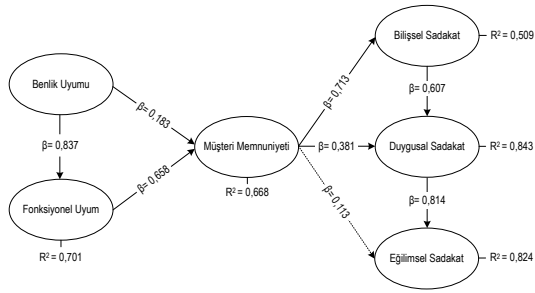 Bilişsel Sadakat
R² = 0,509
Benlik Uyumu
β= 0,183
β= 0,713
β= 0,607
β= 0,837
Müşteri Memnuniyeti
β= 0,381
Duygusal Sadakat
R² = 0,843
β= 0,658
R² = 0,668
β= 0,113
β= 0,814
Fonksiyonel Uyum
R² = 0,701
Eğilimsel Sadakat
R² = 0,824